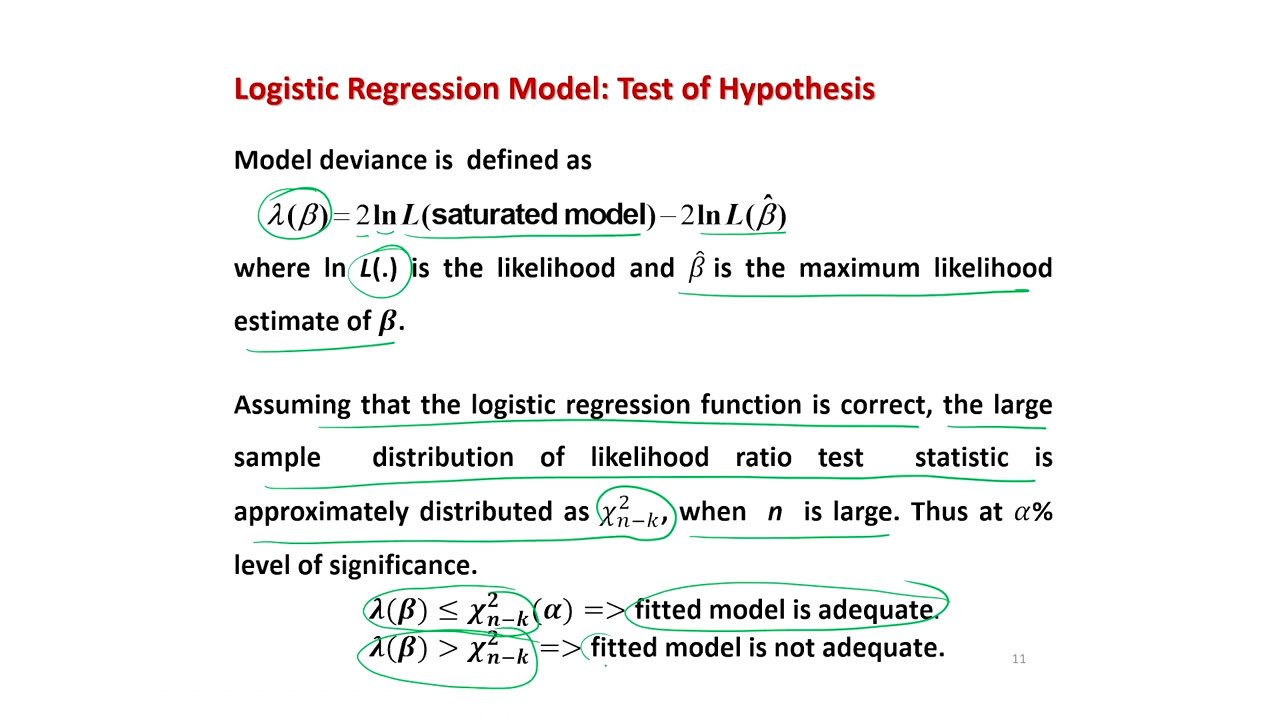 Logistic Regression Model: Test of Hypothesis
Model deviance is defined as
λ(β) = 2 ln L(saturated model) − 2 ln L(β̂)
where ln L(.) is the likelihood and β̂ is the maximum likelihood
estimate of β.
Assuming that the logistic regression function is correct, the large
sample distribution of likelihood ratio test statistic is
approximately distributed as χ²ₙ₋ₖ, when n is large. Thus at α%
level of significance.
λ(β) ≤ χ²ₙ₋ₖ(α) => fitted model is adequate.
λ(β) > χ²ₙ₋ₖ => fitted model is not adequate.
11